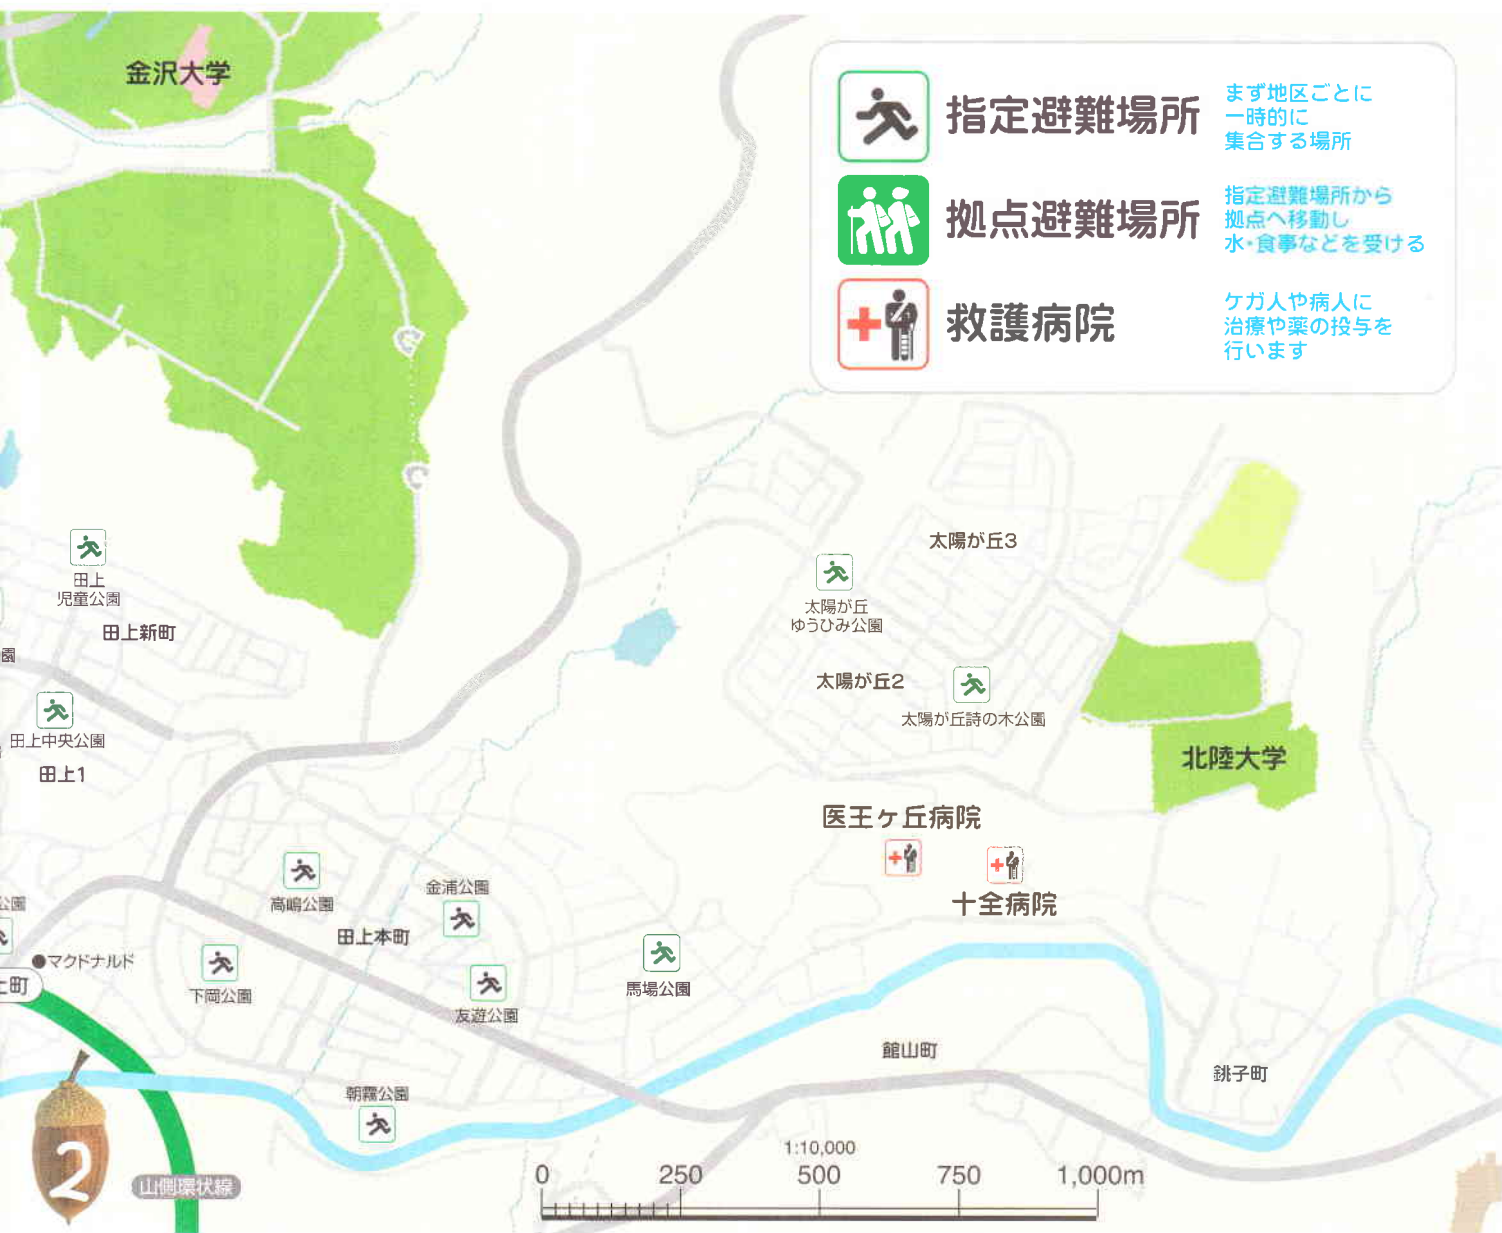 金沢大学
指定避難場所
まず地区ごとに
一時的に
集合する場所
拠点避難場所
指定避難場所から
拠点へ移動し
水・食事などを受ける
救護病院
ケガ人や病人に
治療や薬の投与を
行います
太陽が丘3
田上
児童公園
太陽が丘
ゆうひみ公園
田上新町
園
太陽が丘2
太陽が丘詩の木公園
田上中央公園
田上1
北陸大学
医王ヶ丘病院
十全病院
高嶋公園
金浦公園
公園
田上本町
●マクドナルド
上町
下岡公園
友遊公園
馬場公園
館山町
銚子町
朝霧公園
2
山側環状線
1:10,000
0 250 500 750 1,000m